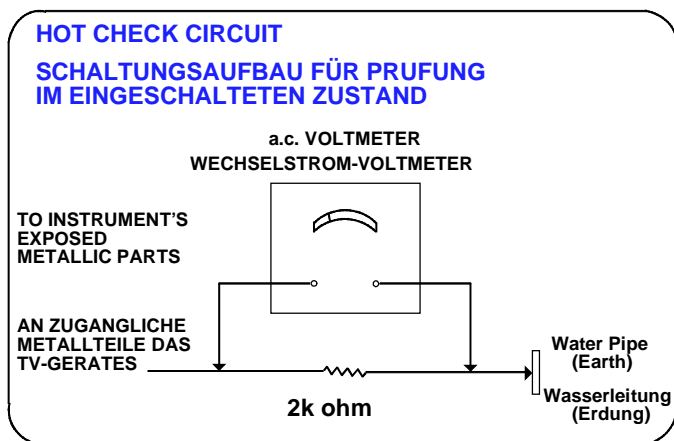 HOT CHECK CIRCUIT
SCHALTUNGSAUFBAU FÜR PRUFUNG
IM EINGESCHALTETEN ZUSTAND
a.c. VOLTMETER
WECHSELSTROM-VOLTMETER
TO INSTRUMENT'S
EXPOSED
METALLIC PARTS
AN ZUGANGLICHE
METALLTEILE DAS
TV-GERATES
2k ohm
Water Pipe
(Earth)
Wasserleitung
(Erdung)